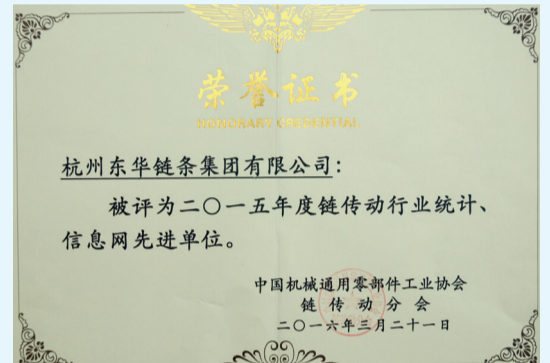 荣誉证书
HONORARY CREDENTIAL
杭州东华链条集团有限公司：
被评为二〇一五年度链传动行业统计、
信息网先进单位。
中国机械通用零部件工业协会
链传动分会
二〇一六年三月二十一日